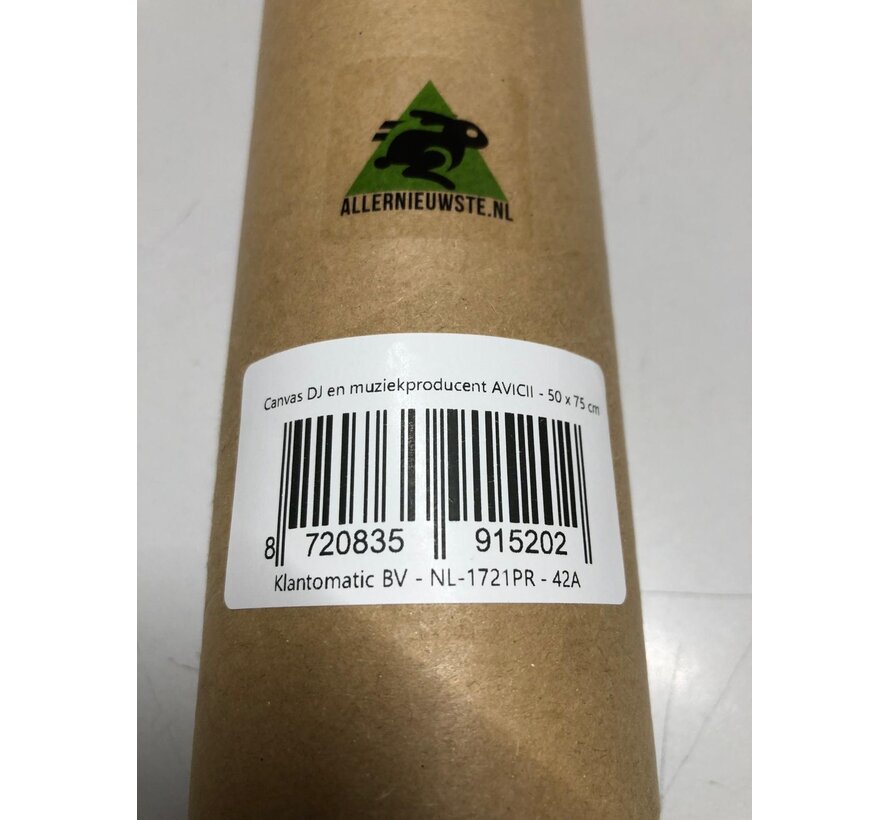 ALLERNIEUWSTE.NL
Canvas DJ en muziekproducent AVICII - 50 x 75 cm
8 720835 915202
Klantomatic BV - NL-1721PR - 42A